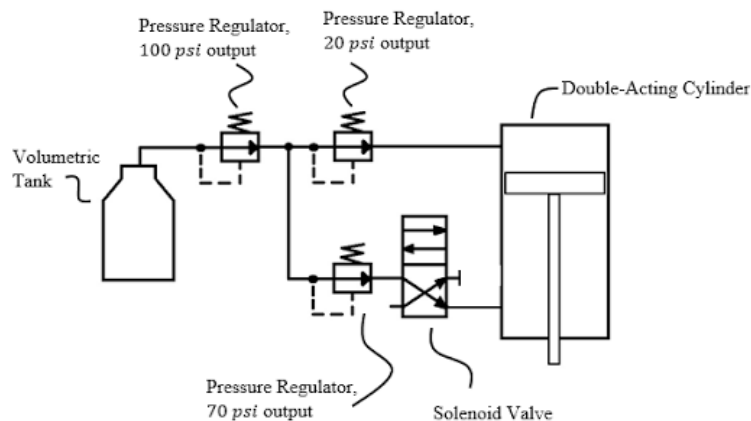 Pressure Regulator,
100 psi output
Pressure Regulator,
20 psi output
Double-Acting Cylinder
Volumetric
Tank
Pressure Regulator,
70 psi output
Solenoid Valve